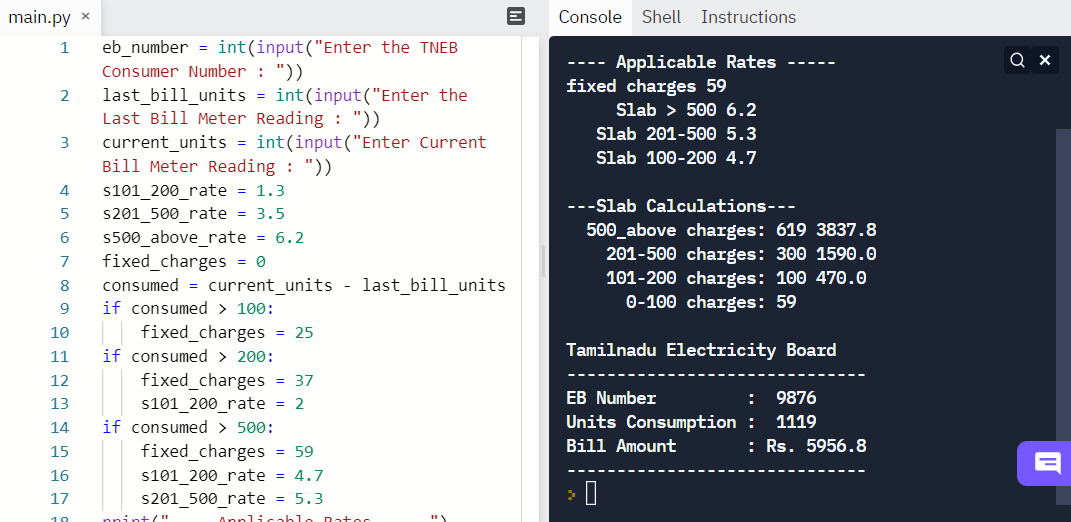 main.py ×
1 eb_number = int(input("Enter the TNEB
Consumer Number : "))
2 last_bill_units = int(input("Enter the
Last Bill Meter Reading : "))
3 current_units = int(input("Enter Current
Bill Meter Reading : "))
4 s101_200_rate = 1.3
5 s201_500_rate = 3.5
6 s500_above_rate = 6.2
7 fixed_charges = 0
8 consumed = current_units - last_bill_units
9 if consumed > 100:
10 fixed_charges = 25
11 if consumed > 200:
12 fixed_charges = 37
13 s101_200_rate = 2
14 if consumed > 500:
15 fixed_charges = 59
16 s101_200_rate = 4.7
17 s201_500_rate = 5.3
Console Shell Instructions
---- Applicable Rates -----
fixed charges 59
Slab > 500 6.2
Slab 201-500 5.3
Slab 100-200 4.7
---Slab Calculations---
500_above charges: 619 3837.8
201-500 charges: 300 1590.0
101-200 charges: 100 470.0
0-100 charges: 59
Tamilnadu Electricity Board
------------------------------
EB Number : 9876
Units Consumption : 1119
Bill Amount : Rs. 5956.8
------------------------------